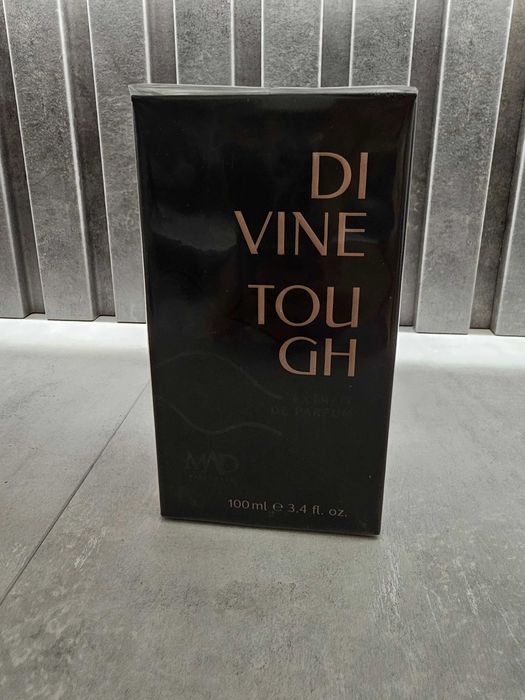 DI
VINE
TOU
GH
EXTRAIT
DE PARFUM
MAD
100 ml e 3.4 fl. oz.